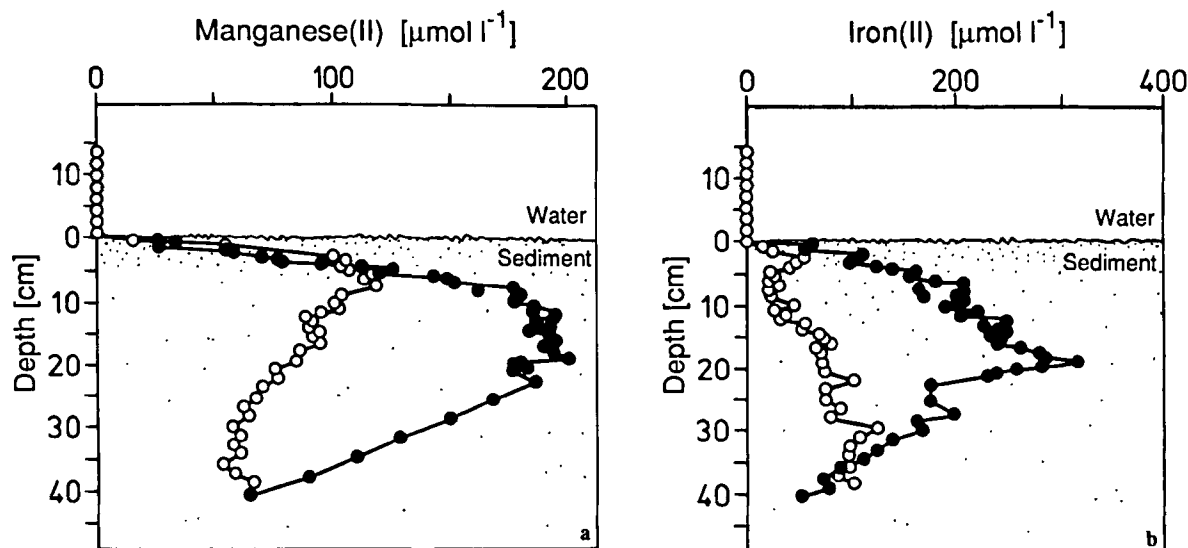 Manganese(II) [μmol l⁻¹]
0 100 200
Depth [cm]
10
0
10
20
30
40
Water
Sediment
a
Iron(II) [μmol l⁻¹]
0 200 400
Depth [cm]
10
0
10
20
30
40
Water
Sediment
b